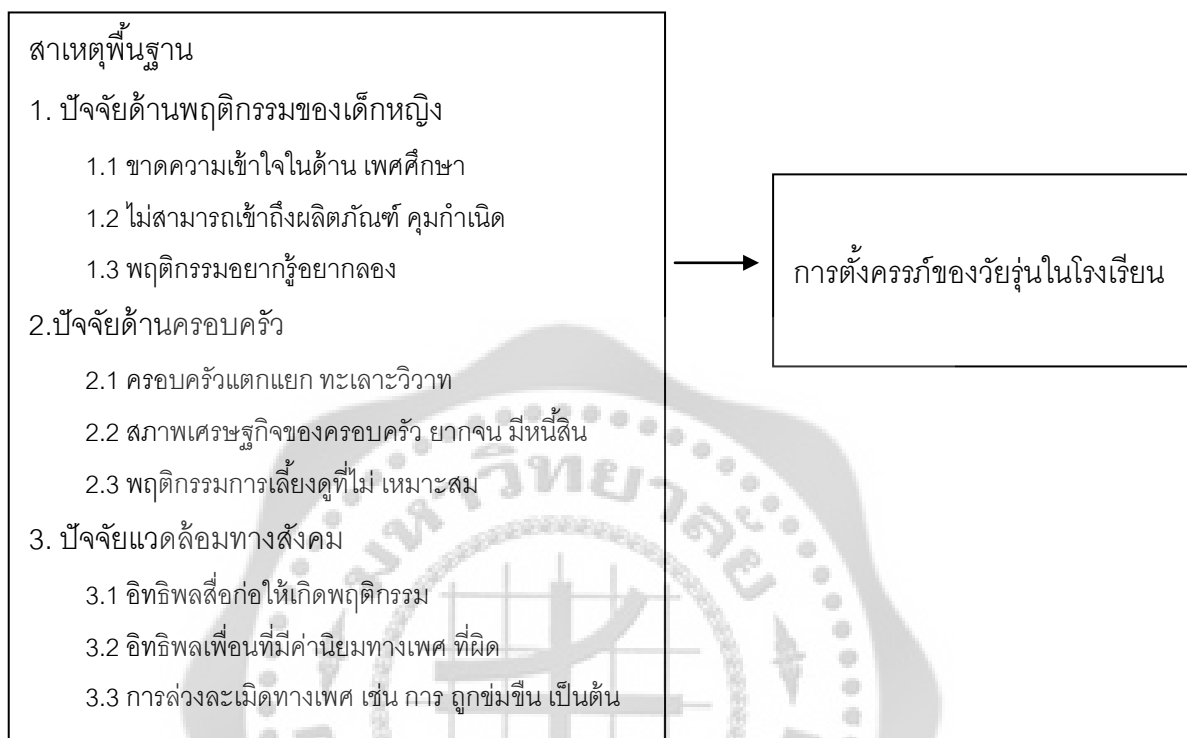 สาเหตุพื้นฐาน
1. ปัจจัยด้านพฤติกรรมของเด็กหญิง
1.1 ขาดความเข้าใจในด้าน เพศศึกษา
1.2 ไม่สามารถเข้าถึงผลิตภัณฑ์ คุมกำเนิด
1.3 พฤติกรรมอยากรู้อยากลอง
2.ปัจจัยด้านครอบครัว
2.1 ครอบครัวแตกแยก ทะเลาะวิวาท
2.2 สภาพเศรษฐกิจของครอบครัว ยากจน มีหนี้สิน
2.3 พฤติกรรมการเลี้ยงดูที่ไม่ เหมาะสม
3. ปัจจัยแวดล้อมทางสังคม
3.1 อิทธิพลสื่อก่อให้เกิดพฤติกรรม
3.2 อิทธิพลเพื่อนที่มีค่านิยมทางเพศ ที่ผิด
3.3 การล่วงละเมิดทางเพศ เช่น การ ถูกข่มขืน เป็นต้น
การตั้งครรภ์ของวัยรุ่นในโรงเรียน
มหาวิทยาลัย